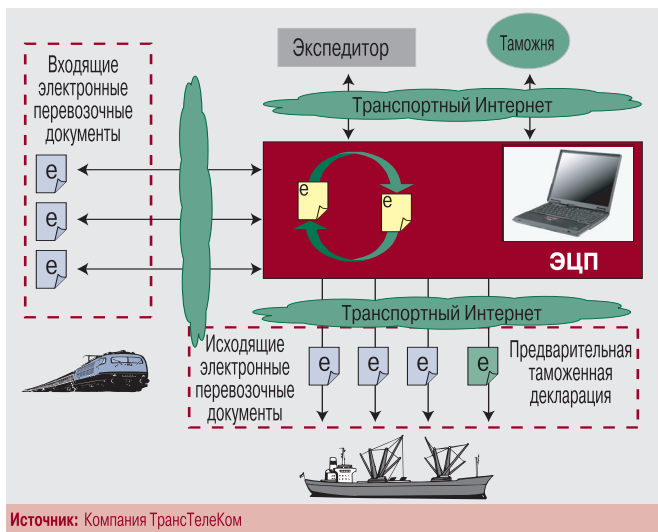 Экспедитор
Таможня
Входящие
электронные
перевозочные
документы
Транспортный Интернет
e
e
e
e
e
ЭЦП
Транспортный Интернет
Исходящие
электронные
перевозочные
документы
e
e
e
e
Предварительная
таможенная
декларация
Источник: Компания ТрансТелеКом